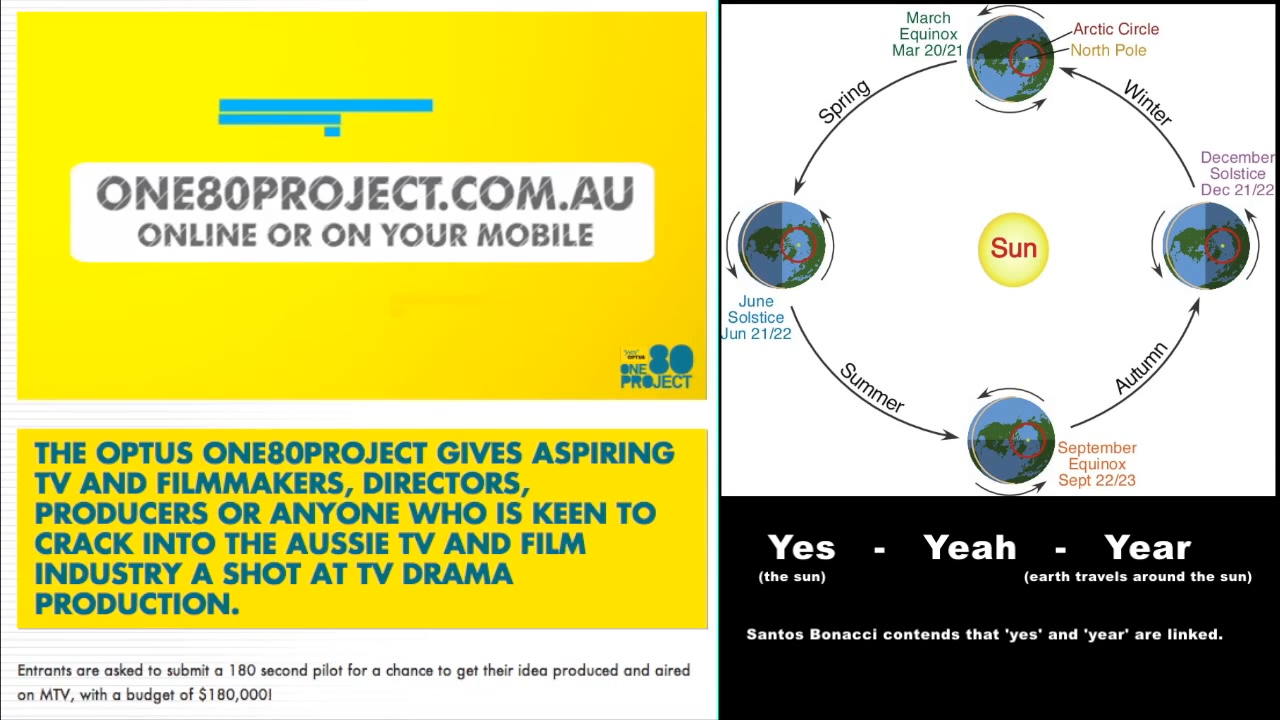 ONE80PROJECT.COM.AU
ONLINE OR ON YOUR MOBILE
"yes"
OPTUS
80
ONE
PROJECT
THE OPTUS ONE80PROJECT GIVES ASPIRING
TV AND FILMMAKERS, DIRECTORS,
PRODUCERS OR ANYONE WHO IS KEEN TO
CRACK INTO THE AUSSIE TV AND FILM
INDUSTRY A SHOT AT TV DRAMA
PRODUCTION.
Entrants are asked to submit a 180 second pilot for a chance to get their idea produced and aired
on MTV, with a budget of $180,000!
March
Equinox
Mar 20/21
Arctic Circle
North Pole
Spring
Winter
December
Solstice
Dec 21/22
Sun
June
Solstice
Jun 21/22
Summer
Autumn
September
Equinox
Sept 22/23
Yes - Yeah - Year
(the sun) (earth travels around the sun)
Santos Bonacci contends that 'yes' and 'year' are linked.